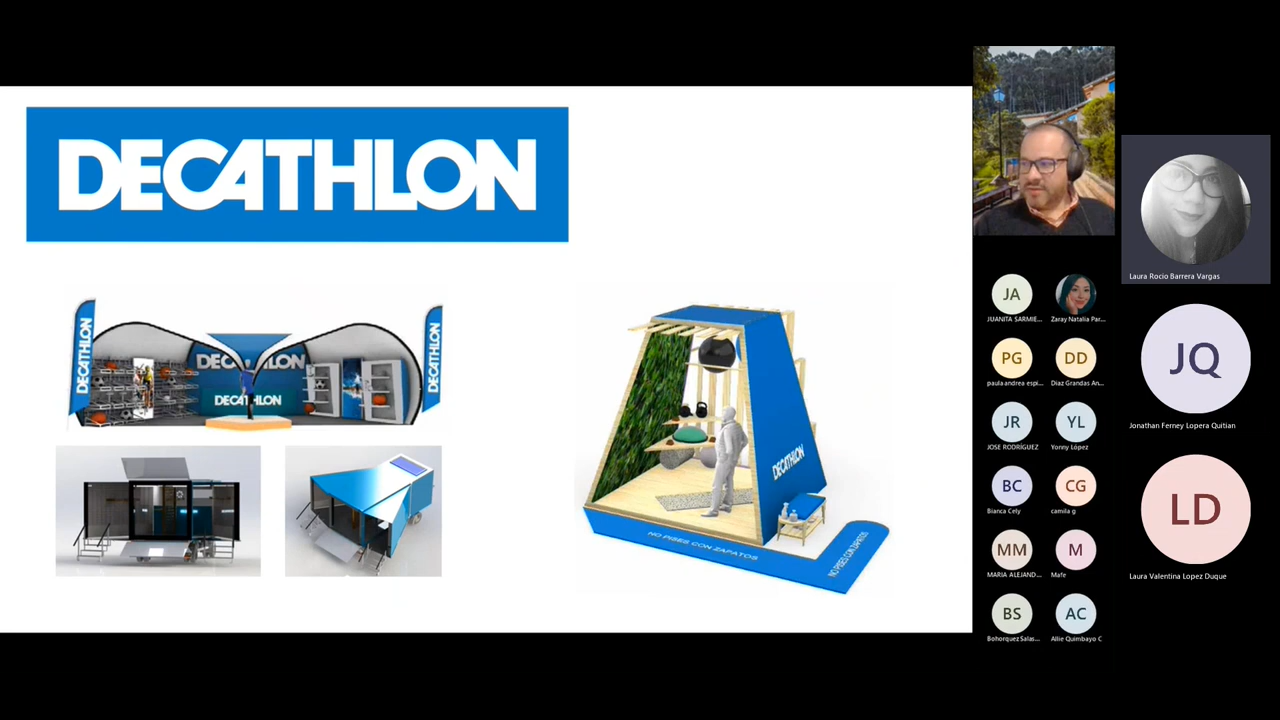 DECATHLON
DECATHLON
DECATHLON
DECATHLON
DECATHLON
NO PISES CON ZAPATOS
NO PISES CON ZAPATOS
JA
JUANITA SARMIE...
Zaray Natalia Par...
PG
paula andrea espi...
DD
Diaz Grandas An...
JR
JOSE RODRÍGUEZ
YL
Yonny López
BC
Bianca Cely
CG
camila g
MM
MARIA ALEJAND...
M
Mafe
BS
Bohorquez Salas...
AC
Allie Quimbayo C
Laura Rocio Barrera Vargas
JQ
Jonathan Ferney Lopera Quitian
LD
Laura Valentina Lopez Duque